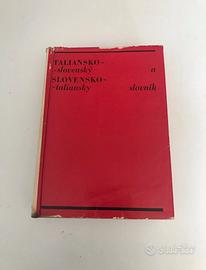 TALIANSKO-
-slovenský a
SLOVENSKO-
-taliansky slovník
subito